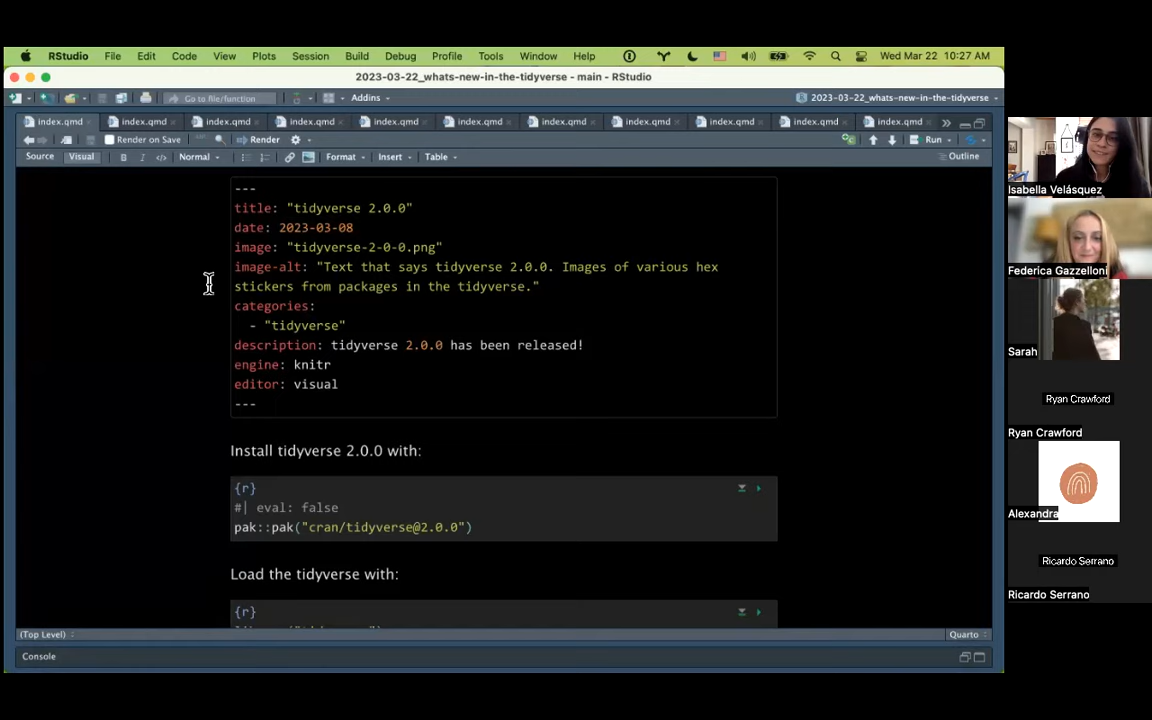 RStudio File Edit Code View Plots Session Build Debug Profile Tools Window Help Wed Mar 22 10:27 AM
2023-03-22_whats-new-in-the-tidyverse - main - RStudio
Go to file/function Addins 2023-03-22_whats-new-in-the-tidyverse
index.qmd index.qmd index.qmd index.qmd index.qmd index.qmd index.qmd index.qmd index.qmd index.qmd index.qmd
Render on Save Render Run
Source Visual B I </> Normal Format Insert Table Outline
---
title: "tidyverse 2.0.0"
date: 2023-03-08
image: "tidyverse-2-0-0.png"
image-alt: "Text that says tidyverse 2.0.0. Images of various hex
stickers from packages in the tidyverse."
categories:
- "tidyverse"
description: tidyverse 2.0.0 has been released!
engine: knitr
editor: visual
---
Install tidyverse 2.0.0 with:
{r}
#| eval: false
pak::pak("cran/tidyverse@2.0.0")
Load the tidyverse with:
{r}
(Top Level) Quarto
Console
Isabella Velásquez
Federica Gazzelloni
Sarah
Ryan Crawford
Ryan Crawford
Alexandra
Ricardo Serrano
Ricardo Serrano